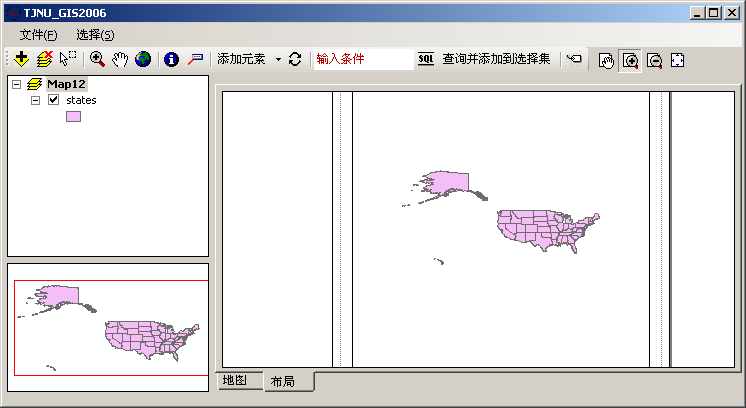 TJNU_GIS2006
文件(F) 选择(S)
添加元素 输入条件 SQL 查询并添加到选择集
Map12
states
地图 布局